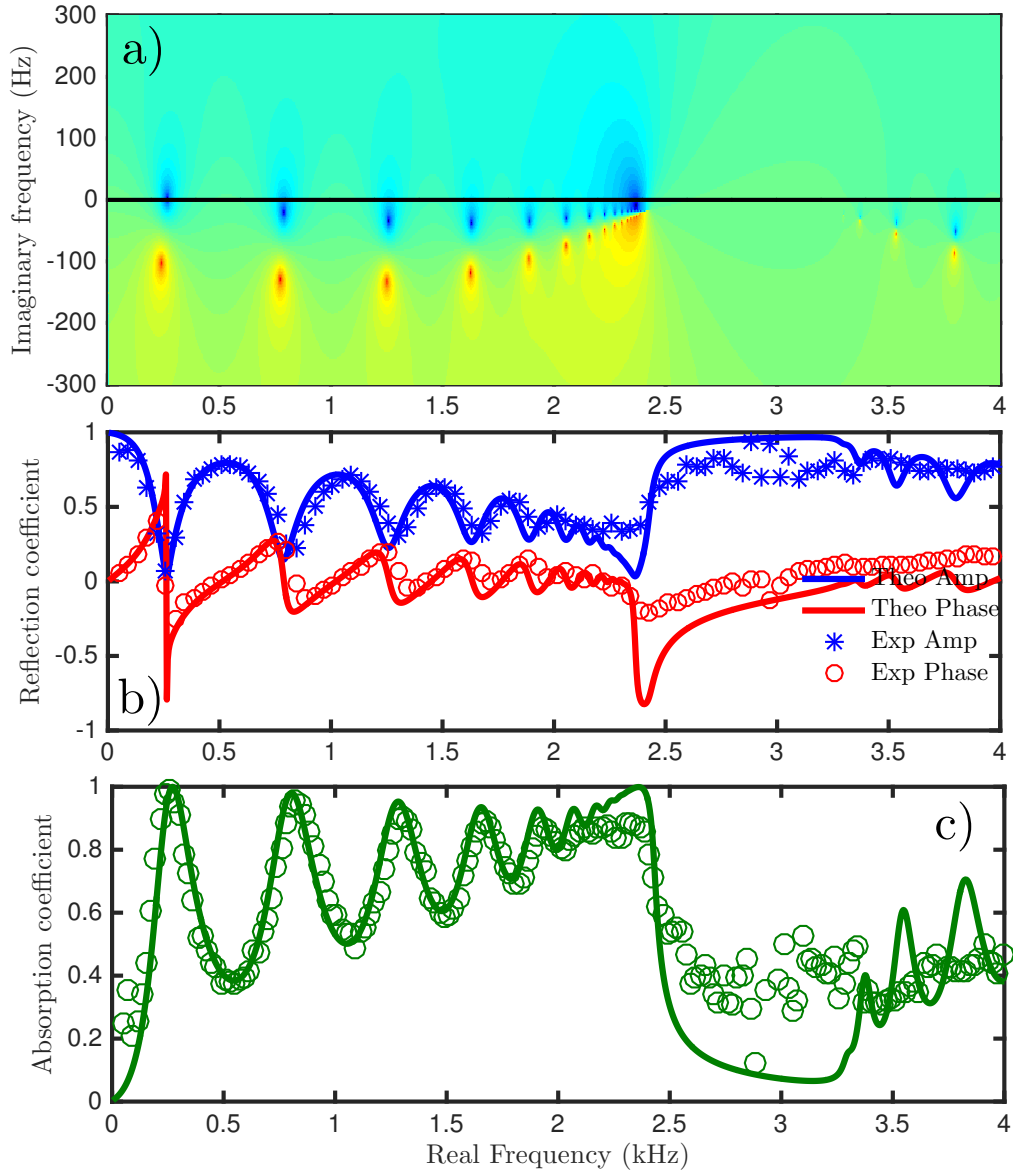 a)
Imaginary frequency (Hz)
300
200
100
0
-100
-200
-300
0 0.5 1 1.5 2 2.5 3 3.5 4
b)
Reflection coefficient
1
0.5
0
-0.5
-1
Theo Amp
Theo Phase
Exp Amp
Exp Phase
0 0.5 1 1.5 2 2.5 3 3.5 4
c)
Absorption coefficient
1
0.8
0.6
0.4
0.2
0
0 0.5 1 1.5 2 2.5 3 3.5 4
Real Frequency (kHz)